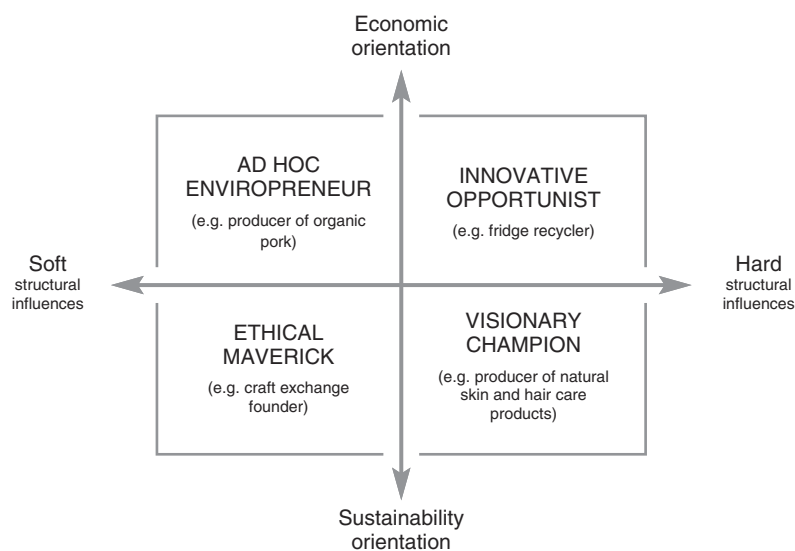 Economic
orientation
AD HOC
ENVIROPRENEUR
(e.g. producer of organic
pork)
INNOVATIVE
OPPORTUNIST
(e.g. fridge recycler)
Soft
structural
influences
Hard
structural
influences
ETHICAL
MAVERICK
(e.g. craft exchange
founder)
VISIONARY
CHAMPION
(e.g. producer of natural
skin and hair care
products)
Sustainability
orientation